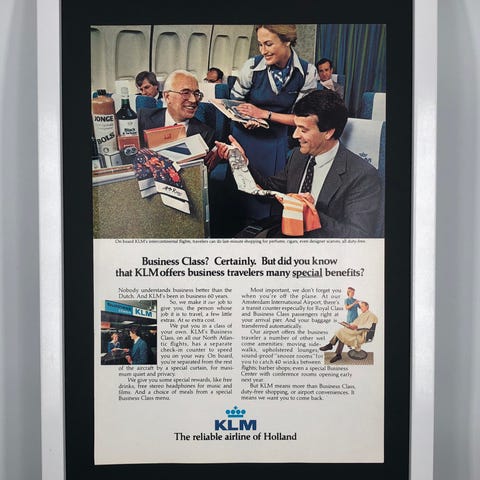 JONGE
BOLS
KLM
On board KLM's intercontinental flights, travelers can do last-minute shopping for perfume, cigars, even designer scarves, all duty-free.
Business Class? Certainly. But did you know
that KLM offers business travelers many special benefits?
Nobody understands business better than the
Dutch. And KLM's been in business 60 years.
So, we make it our job to
give you, the person whose
job it is to travel, a few little
extras. At no extra cost.
We put you in a class of
your own. KLM's Business
Class, on all our North Atlan-
tic flights, has a separate
check-in counter to speed
you on your way. On board,
you're separated from the rest
of the aircraft by a special curtain, for maxi-
mum quiet and privacy.
We give you some special rewards, like free
drinks, free stereo headphones for music and
films. And a choice of meals from a special
Business Class menu.
KLM
Most important, we don't forget you
when you're off the plane. At our
Amsterdam International Airport, there's
a transit counter especially for Royal Class
and Business Class passengers right at
your arrival pier. And your baggage is
transferred automatically.
Our airport offers the business
traveler a number of other wel-
come amenities: moving side-
walks, upholstered lounges,
sound-proof "snooze rooms" for
you to catch 40 winks between
flights; barber shops; even a special Business
Center with conference rooms opening early
next year.
But KLM means more than Business Class,
duty-free shopping, or airport conveniences. It
means we want you to come back.
KLM
The reliable airline of Holland